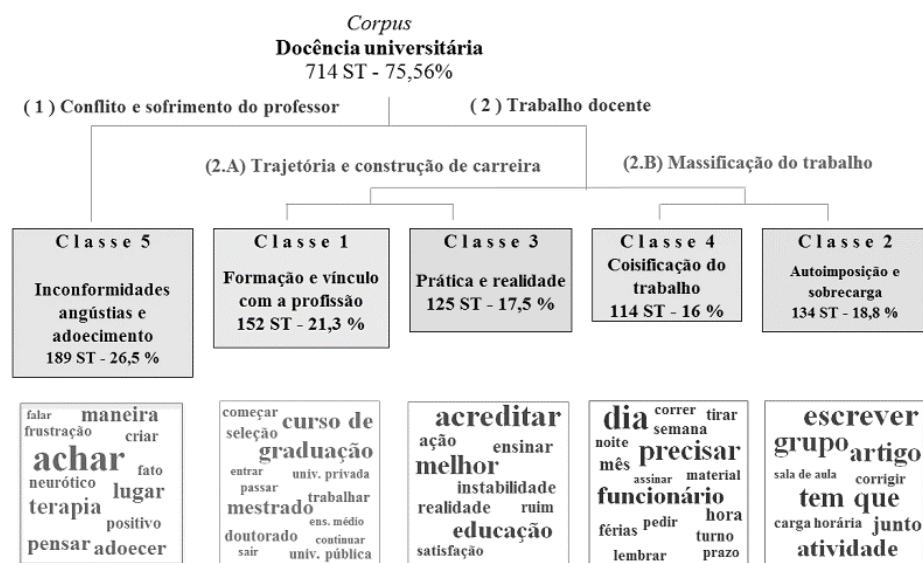 Corpus
Docência universitária
714 ST - 75,56%
( 1 ) Conflito e sofrimento do professor
( 2 ) Trabalho docente
(2.A) Trajetória e construção de carreira
(2.B) Massificação do trabalho
Classe 5
Inconformidades
angústias e
adoecimento
189 ST - 26,5 %
Classe 1
Formação e vínculo
com a profissão
152 ST - 21,3 %
Classe 3
Prática e realidade
125 ST - 17,5 %
Classe 4
Coisificação do
trabalho
114 ST - 16 %
Classe 2
Autoimposição e
sobrecarga
134 ST - 18,8 %
falar maneira
frustração criar
achar fato
neurótico lugar
terapia
positivo
pensar adoecer
começar curso de
seleção
graduação
entrar univ. privada
passar
mestrado trabalhar
ens. médio
doutorado continuar
sair univ. pública
acreditar
ação ensinar
melhor
instabilidade
realidade ruim
educação
satisfação
dia correr tirar
semana
noite precisar
mês assinar material
funcionário
férias pedir hora
turno
lembrar prazo
escrever
grupo artigo
sala de aula corrigir
tem que
carga horária junto
atividade